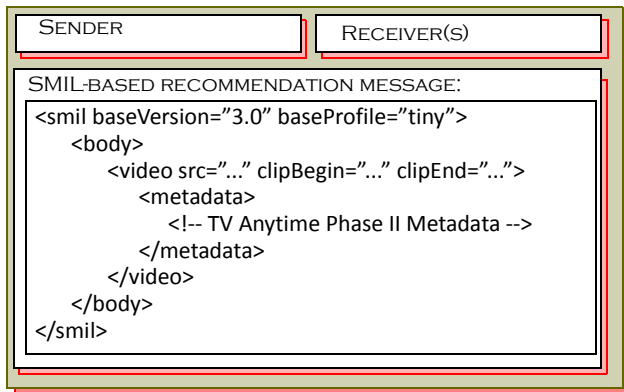 SENDER
RECEIVER(S)
SMIL-BASED RECOMMENDATION MESSAGE:
<smil baseVersion=”3.0” baseProfile=”tiny”>
<body>
<video src=”...” clipBegin=”...” clipEnd=”...”>
<metadata>
<!-- TV Anytime Phase II Metadata -->
</metadata>
</video>
</body>
</smil>